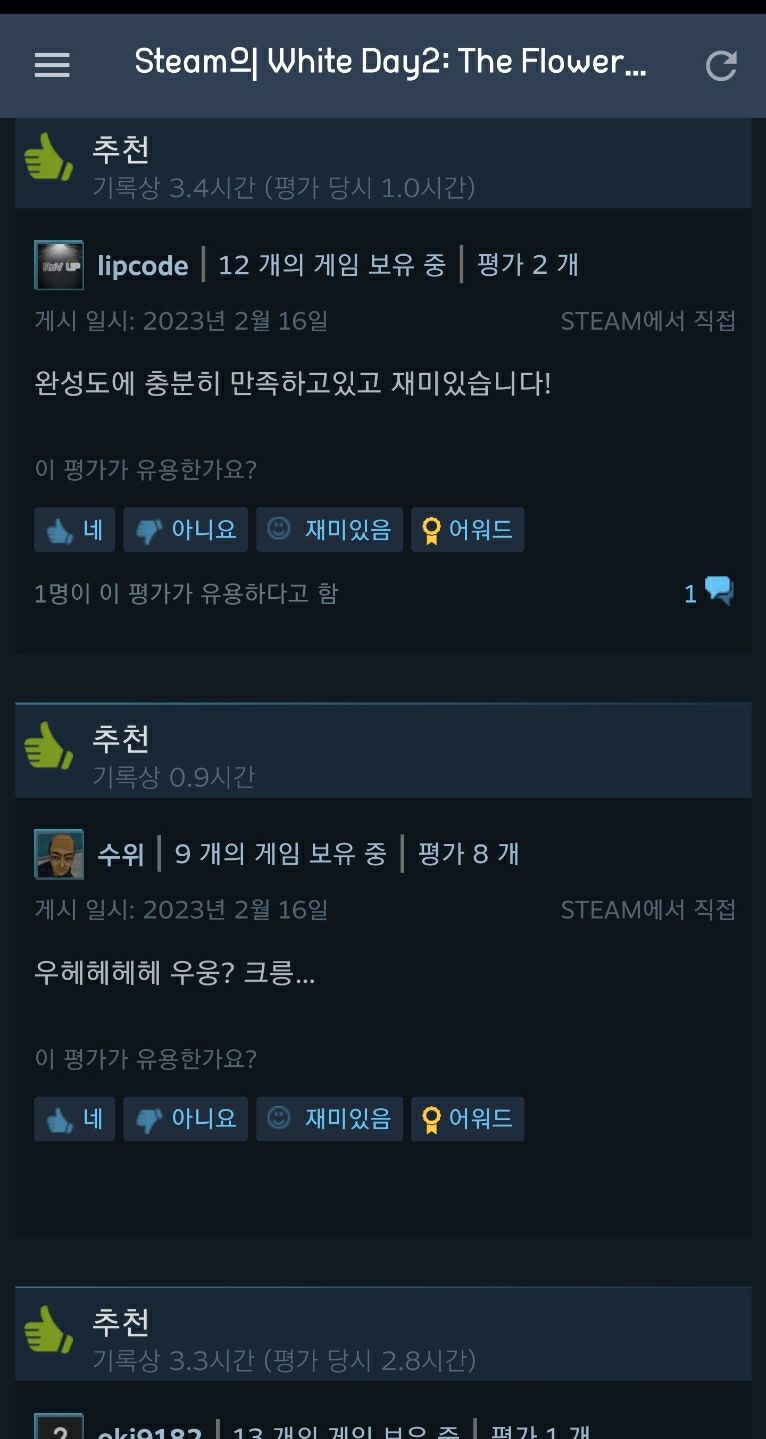 Steam의 White Day2: The Flower...
추천
기록상 3.4시간 (평가 당시 1.0시간)
lipcode | 12 개의 게임 보유 중 | 평가 2 개
게시 일시: 2023년 2월 16일 STEAM에서 직접
완성도에 충분히 만족하고있고 재미있습니다!
이 평가가 유용한가요?
네 아니요 재미있음 어워드
1명이 이 평가가 유용하다고 함 1
추천
기록상 0.9시간
수위 | 9 개의 게임 보유 중 | 평가 8 개
게시 일시: 2023년 2월 16일 STEAM에서 직접
우헤헤헤헤 우웅? 크릉...
이 평가가 유용한가요?
네 아니요 재미있음 어워드
추천
기록상 3.3시간 (평가 당시 2.8시간)
? oki9182 | 13 개의 게임 보유 중 | 평가 1 개